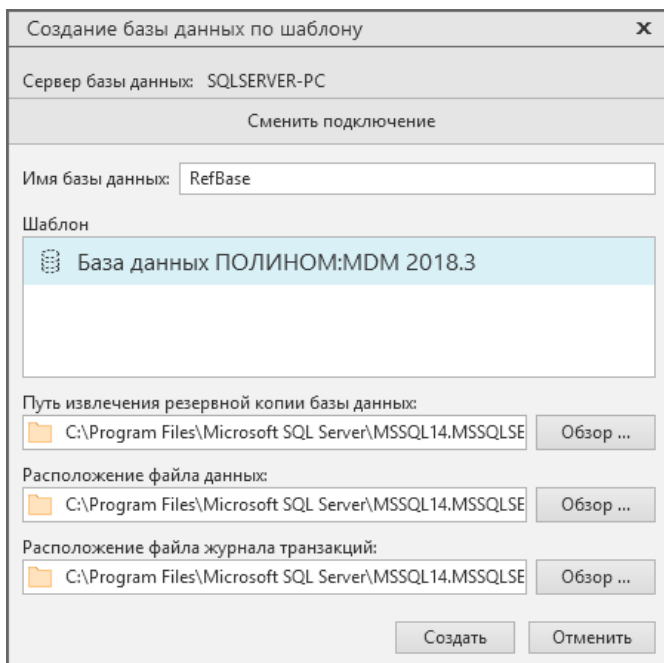 Создание базы данных по шаблону
Сервер базы данных: SQLSERVER-PC
Сменить подключение
Имя базы данных: RefBase
Шаблон
База данных ПОЛИНОМ:MDM 2018.3
Путь извлечения резервной копии базы данных:
C:\Program Files\Microsoft SQL Server\MSSQL14.MSSQLSE Обзор ...
Расположение файла данных:
C:\Program Files\Microsoft SQL Server\MSSQL14.MSSQLSE Обзор ...
Расположение файла журнала транзакций:
C:\Program Files\Microsoft SQL Server\MSSQL14.MSSQLSE Обзор ...
Создать Отменить